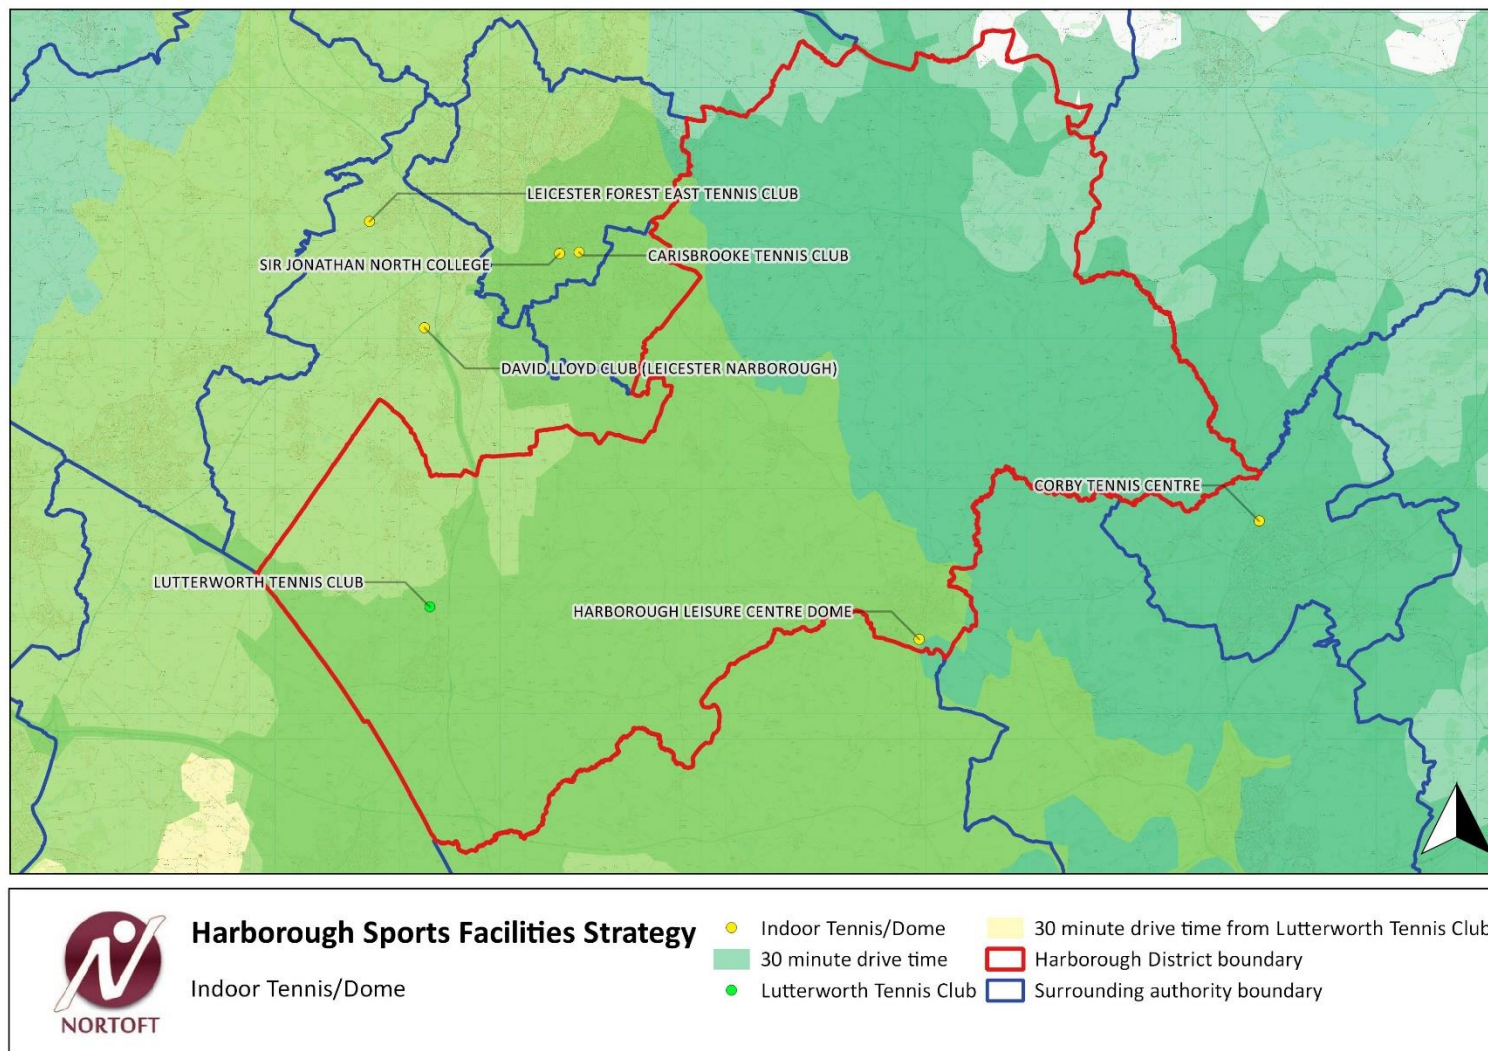 LEICESTER FOREST EAST TENNIS CLUB
SIR JONATHAN NORTH COLLEGE
CARISBROOKE TENNIS CLUB
DAVID LLOYD CLUB (LEICESTER NARBOROUGH)
CORBY TENNIS CENTRE
LUTTERWORTH TENNIS CLUB
HARBOROUGH LEISURE CENTRE DOME
NORTOFT
Harborough Sports Facilities Strategy
Indoor Tennis/Dome
Indoor Tennis/Dome
30 minute drive time
Lutterworth Tennis Club
30 minute drive time from Lutterworth Tennis Club
Harborough District boundary
Surrounding authority boundary